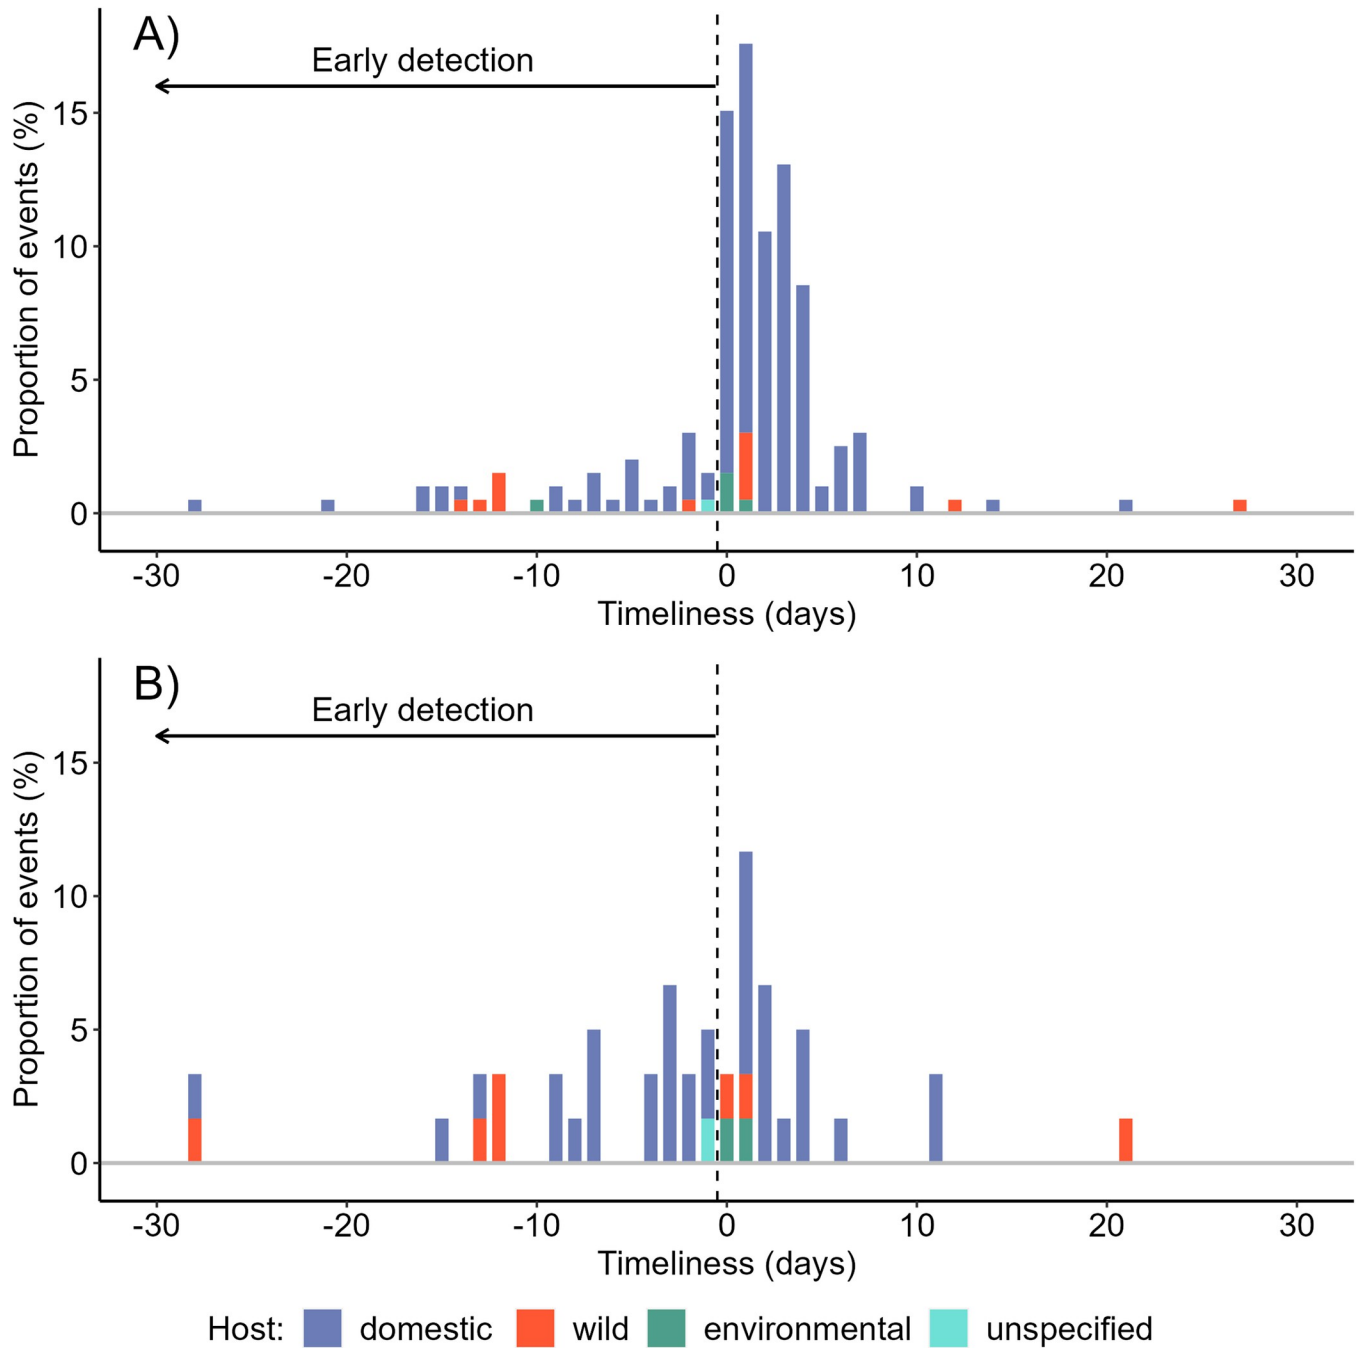 A)
Early detection
Proportion of events (%)
15
10
5
0
-30 -20 -10 0 10 20 30
Timeliness (days)
B)
Early detection
Proportion of events (%)
15
10
5
0
-30 -20 -10 0 10 20 30
Timeliness (days)
Host: domestic wild environmental unspecified